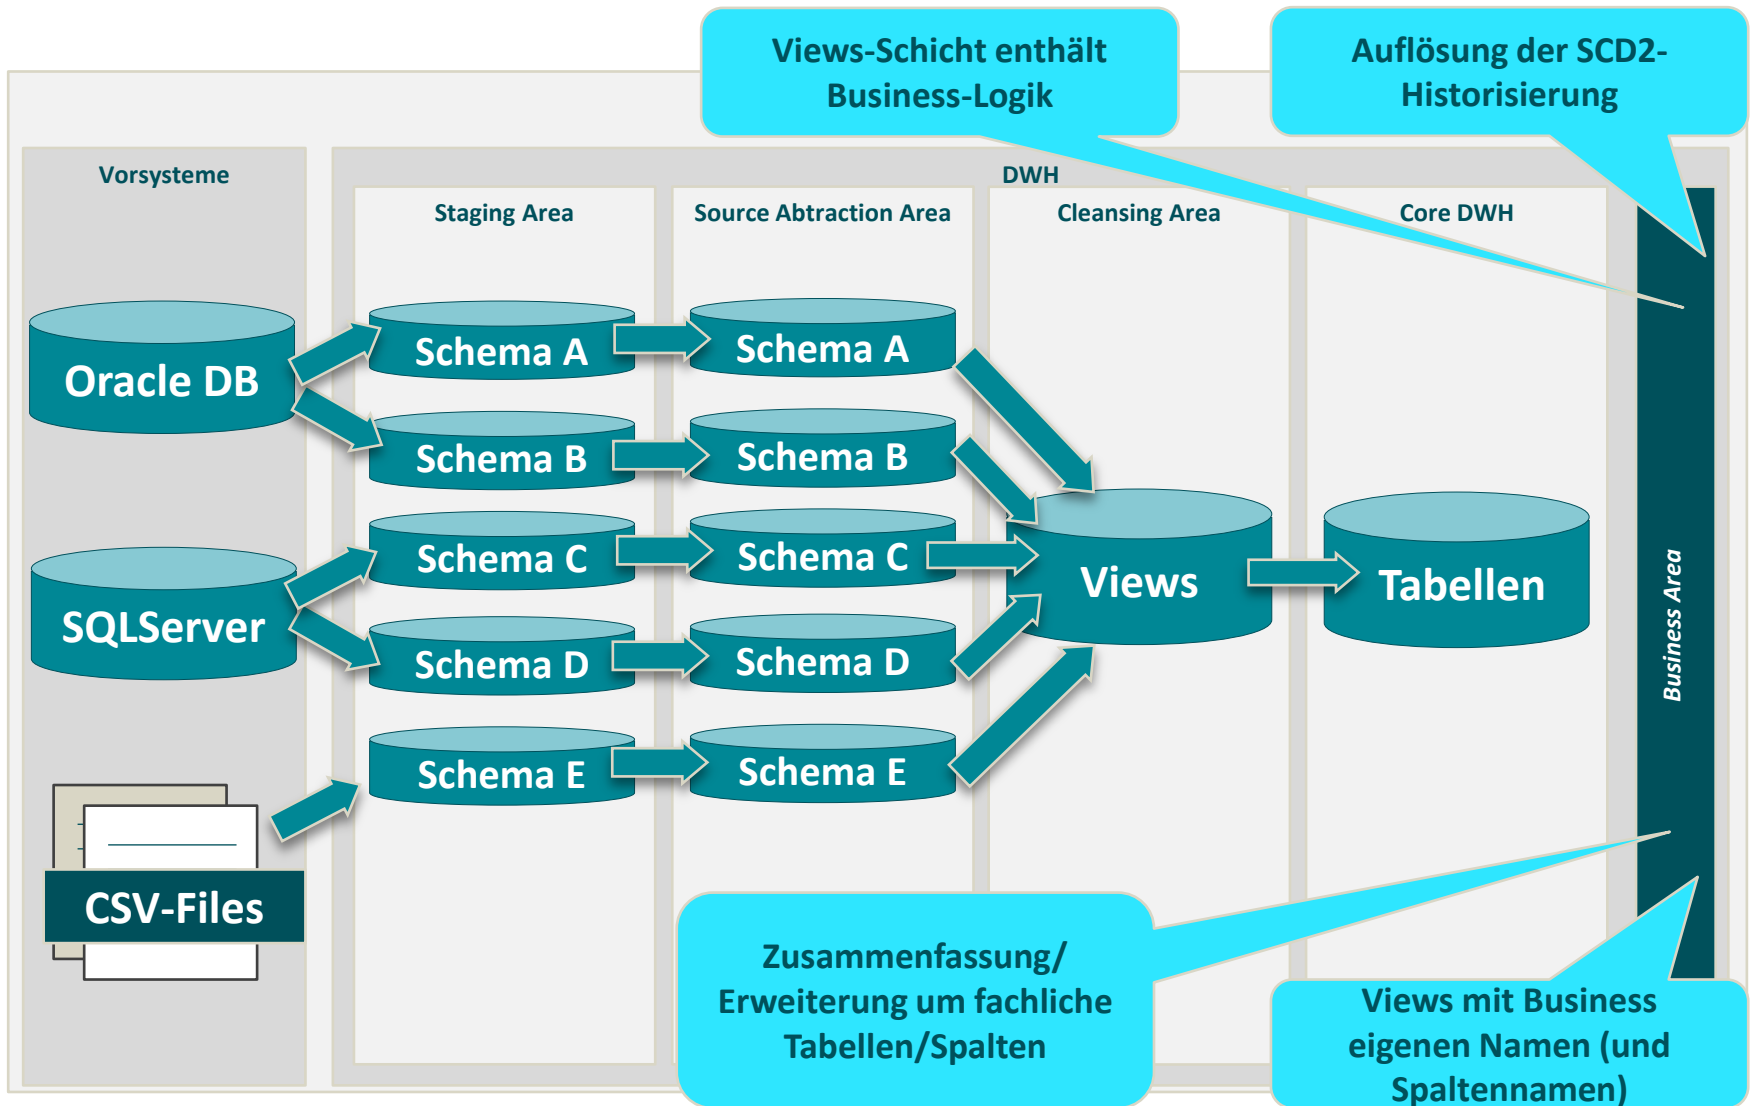 Views-Schicht enthält
Business-Logik
Auflösung der SCD2-
Historisierung
Vorsysteme
DWH
Staging Area
Source Abtraction Area
Cleansing Area
Core DWH
Oracle DB
Schema A
Schema A
Schema B
Schema B
Schema C
Schema C
SQLServer
Views
Tabellen
Business Area
Schema D
Schema D
Schema E
Schema E
CSV-Files
Zusammenfassung/
Erweiterung um fachliche
Tabellen/Spalten
Views mit Business
eigenen Namen (und
Spaltennamen)